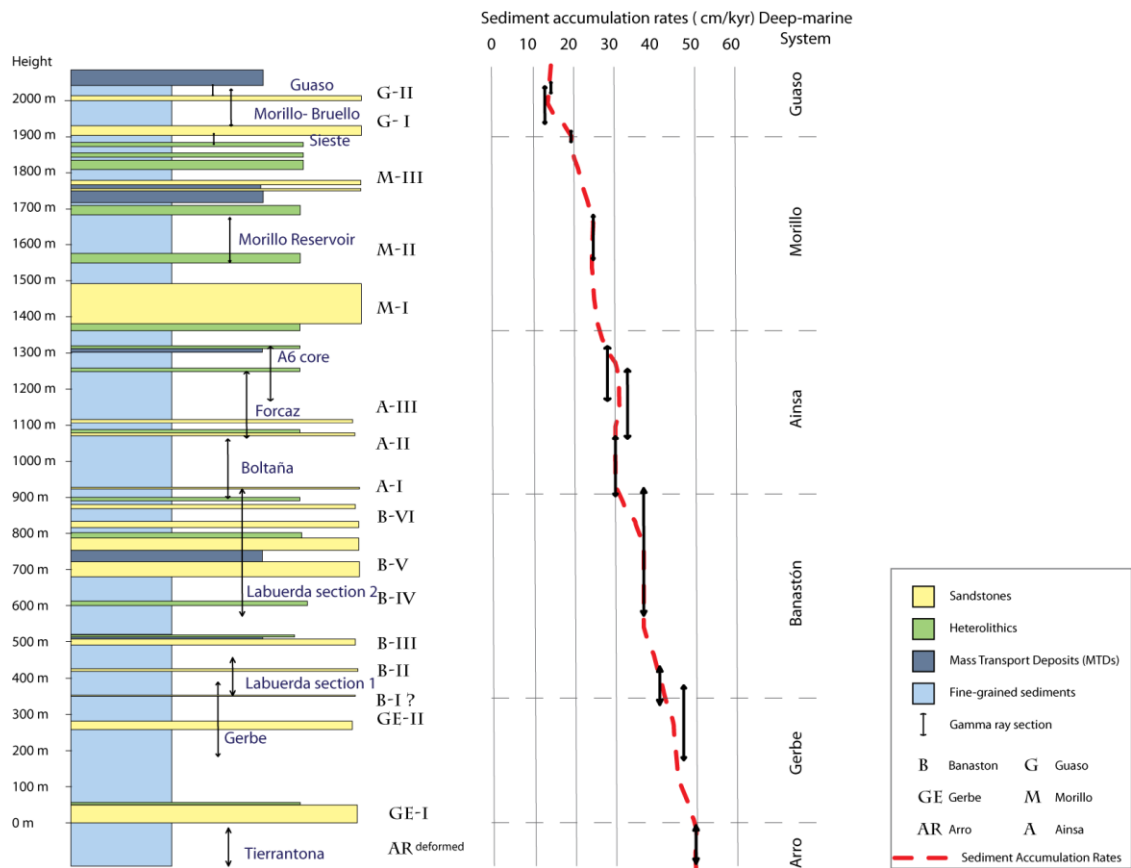 Sediment accumulation rates ( cm/kyr) Deep-marine
System
0 10 20 30 40 50 60
Height
2000 m
1900 m
1800 m
1700 m
1600 m
1500 m
1400 m
1300 m
1200 m
1100 m
1000 m
900 m
800 m
700 m
600 m
500 m
400 m
300 m
200 m
100 m
0 m
Guaso
Morillo- Bruello
Sieste
Morillo Reservoir
A6 core
Forcaz
Boltaña
Labuerda section 2
Labuerda section 1
Gerbe
Tierrantona
G-II
G- I
M-III
M-II
M-I
A-III
A-II
A-I
B-VI
B-V
B-IV
B-III
B-II
B-I ?
GE-II
GE-I
AR deformed
Guaso
Morillo
Ainsa
Banastón
Gerbe
Arro
Sandstones
Heterolithics
Mass Transport Deposits (MTDs)
Fine-grained sediments
Gamma ray section
B Banaston G Guaso
GE Gerbe M Morillo
AR Arro A Ainsa
Sediment Accumulation Rates